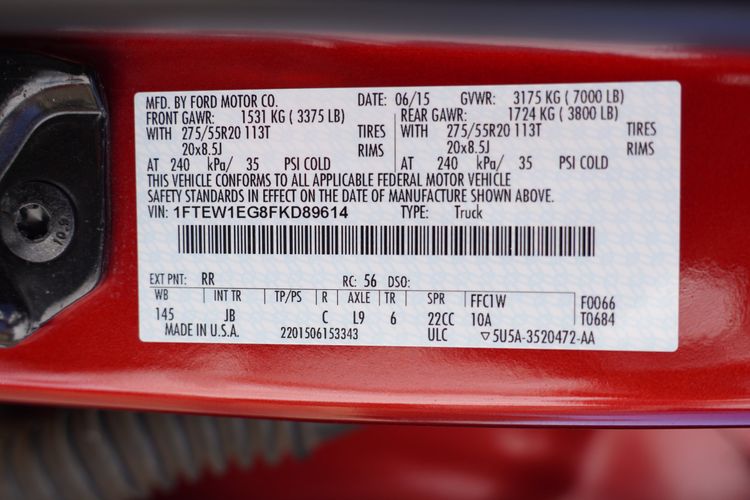 MFD. BY FORD MOTOR CO. DATE: 06/15 GVWR: 3175 KG ( 7000 LB)
FRONT GAWR: 1531 KG ( 3375 LB) REAR GAWR: 1724 KG ( 3800 LB)
WITH 275/55R20 113T TIRES WITH 275/55R20 113T TIRES
20x8.5J RIMS 20x8.5J RIMS
AT 240 kPa/ 35 PSI COLD AT 240 kPa/ 35 PSI COLD
THIS VEHICLE CONFORMS TO ALL APPLICABLE FEDERAL MOTOR VEHICLE
SAFETY STANDARDS IN EFFECT ON THE DATE OF MANUFACTURE SHOWN ABOVE.
VIN: 1FTEW1EG8FKD89614 TYPE: Truck
EXT PNT: RR RC: 56 DSO:
WB INT TR TP/PS R AXLE TR SPR FFC1W F0066
145 JB C L9 6 22CC 10A T0684
MADE IN U.S.A. 2201506153343 ULC ▽5U5A-3520472-AA
10.9